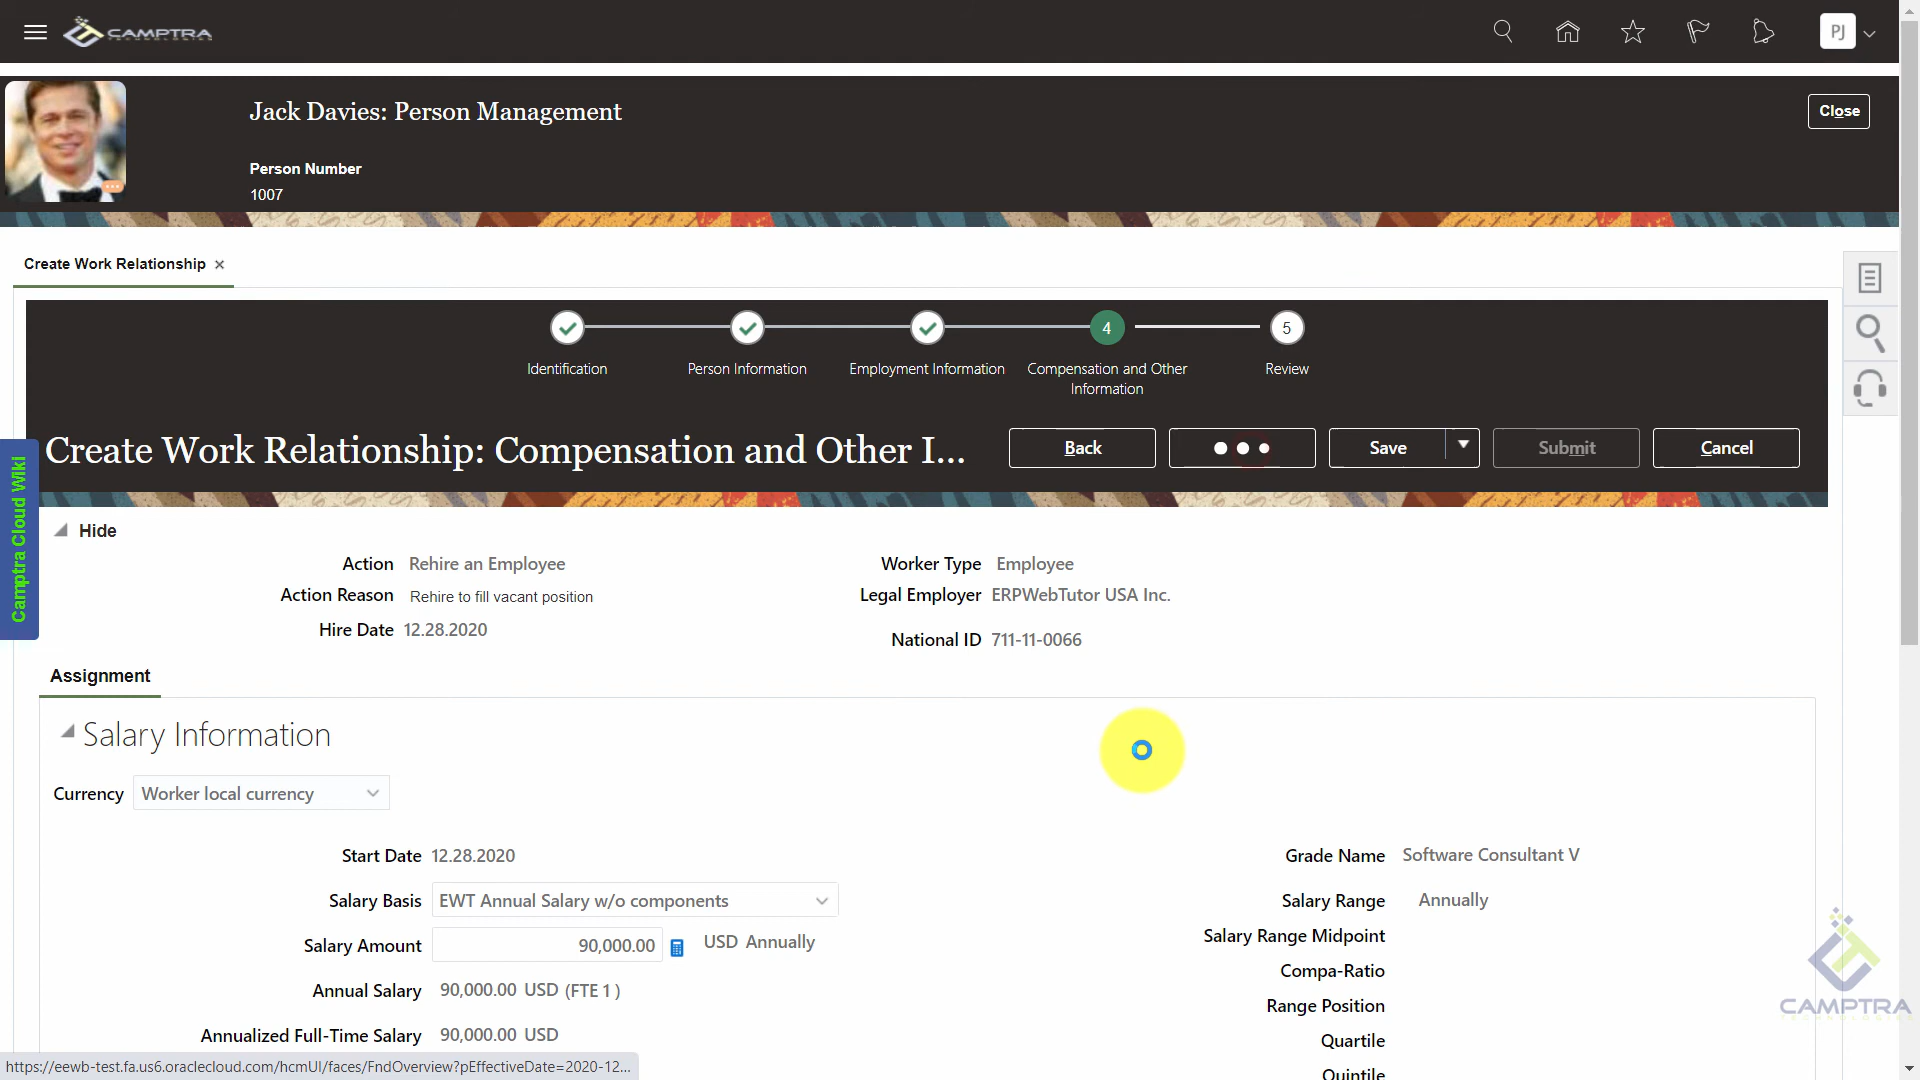 CAMPTRA
TECHNOLOGIES
PJ
Jack Davies: Person Management
Close
Person Number
1007
Create Work Relationship
4
5
Identification
Person Information
Employment Information
Compensation and Other
Information
Review
Create Work Relationship: Compensation and Other I...
Back
Save
Submit
Cancel
Camptra Cloud Wiki
Hide
Action Rehire an Employee
Worker Type Employee
Action Reason Rehire to fill vacant position
Legal Employer ERPWebTutor USA Inc.
Hire Date 12.28.2020
National ID 711-11-0066
Assignment
Salary Information
Currency Worker local currency
Start Date 12.28.2020
Grade Name Software Consultant V
Salary Basis EWT Annual Salary w/o components
Salary Range Annually
Salary Amount 90,000.00 USD Annually
Salary Range Midpoint
Compa-Ratio
Annual Salary 90,000.00 USD (FTE 1 )
Range Position
Annualized Full-Time Salary 90,000.00 USD
Quartile
Quintile
CAMPTRA
TECHNOLOGIES
https://eewb-test.fa.us6.oraclecloud.com/hcmUI/faces/FndOverview?pEffectiveDate=2020-12...